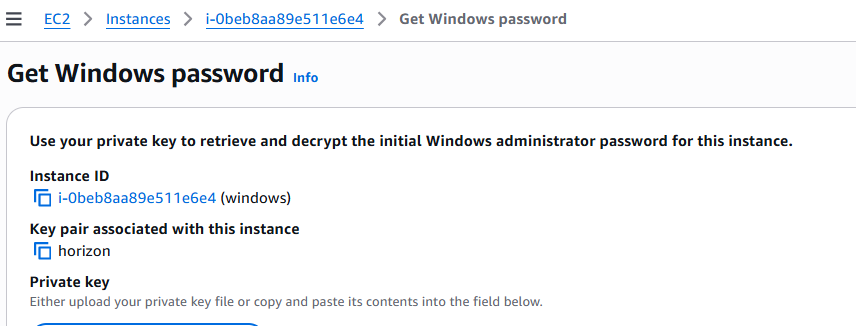 EC2 > Instances > i-0beb8aa89e511e6e4 > Get Windows password
Get Windows password Info
Use your private key to retrieve and decrypt the initial Windows administrator password for this instance.
Instance ID
i-0beb8aa89e511e6e4 (windows)
Key pair associated with this instance
horizon
Private key
Either upload your private key file or copy and paste its contents into the field below.